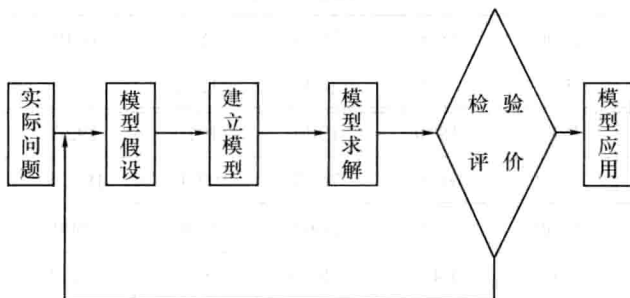 实际问题
模型假设
建立模型
模型求解
检验
评价
模型应用